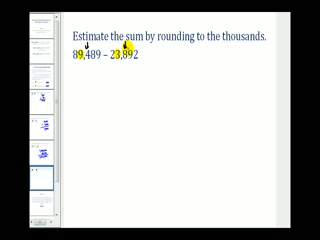 Estimate the sum by rounding to the thousands.
89,489 – 23,892